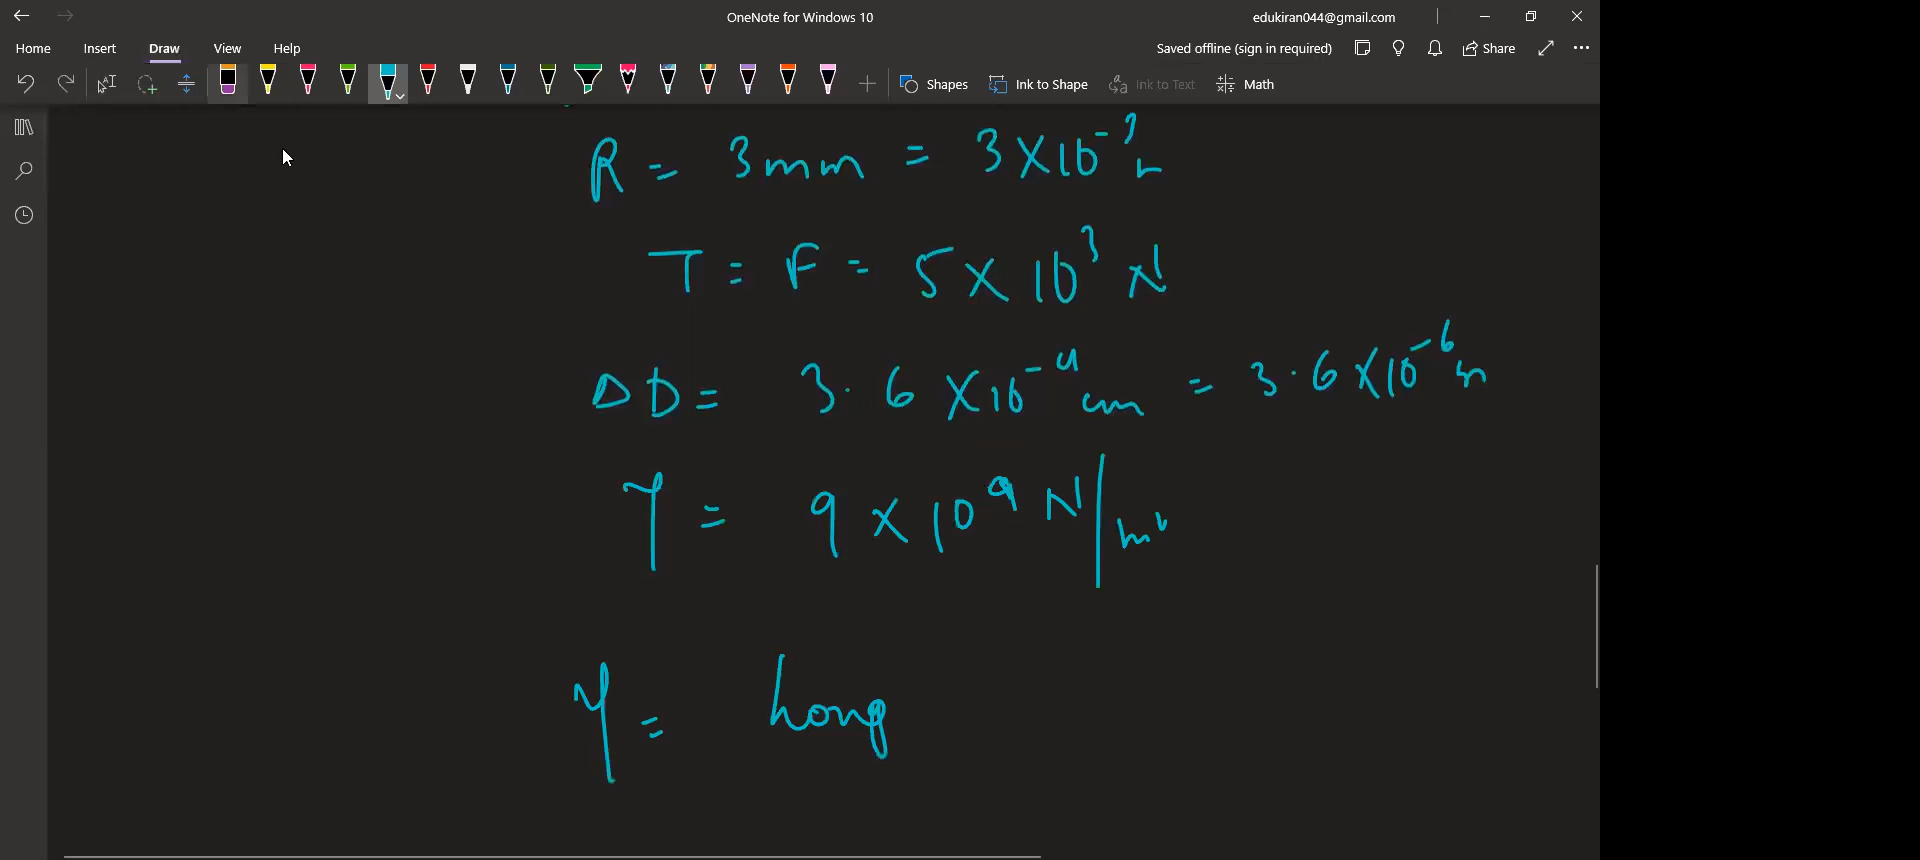 OneNote for Windows 10
edukiran044@gmail.com
Home Insert Draw View Help
Saved offline (sign in required) Share
Shapes Ink to Shape Ink to Text Math
R = 3mm = 3×10⁻³m
T = F = 5×10³ N
ΔD = 3.6×10⁻⁴ cm = 3.6×10⁻⁶m
Y = 9×10⁹ N/m²
Y = Long